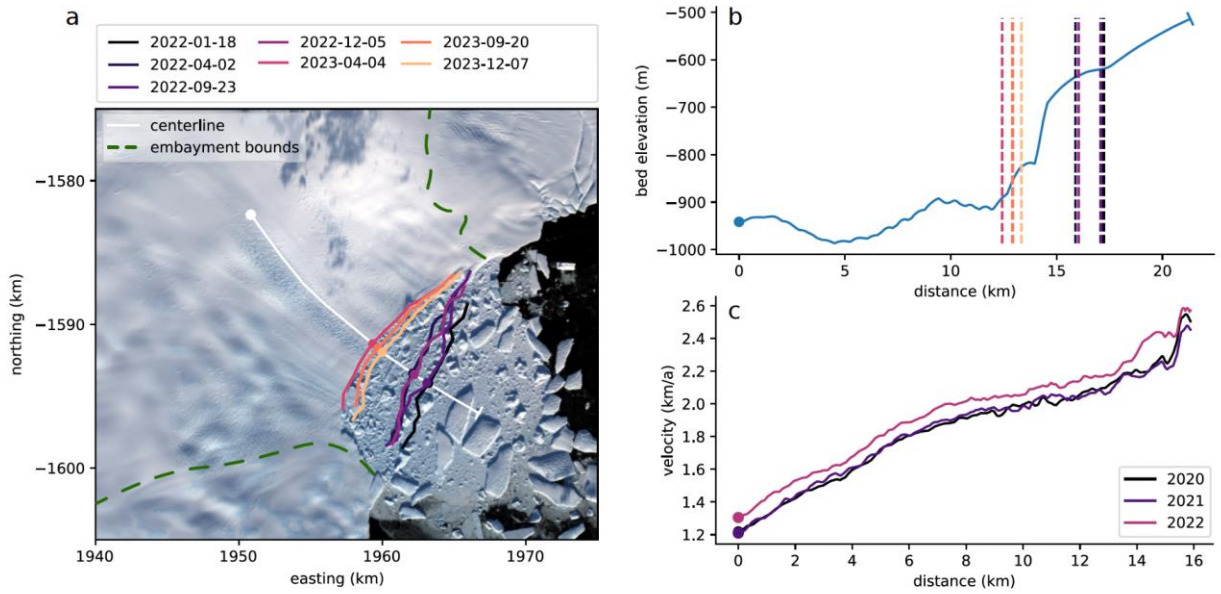 a
2022-01-18
2022-04-02
2022-09-23
2022-12-05
2023-04-04
2023-09-20
2023-12-07
centerline
embayment bounds
−1580
−1590
−1600
northing (km)
1940 1950 1960 1970
easting (km)
b
−500
−600
−700
−800
−900
−1000
bed elevation (m)
0 5 10 15 20
distance (km)
c
2.6
2.4
2.2
2.0
1.8
1.6
1.4
1.2
velocity (km/a)
2020
2021
2022
0 2 4 6 8 10 12 14 16
distance (km)